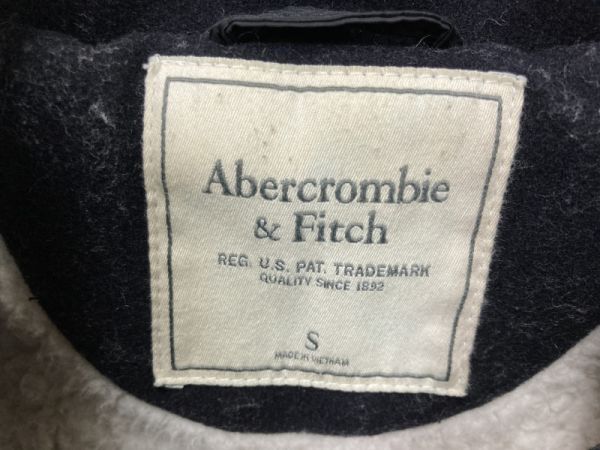 Abercrombie
& Fitch
REG. U.S. PAT. TRADEMARK
QUALITY SINCE 1892
S
MADE IN VIETNAM